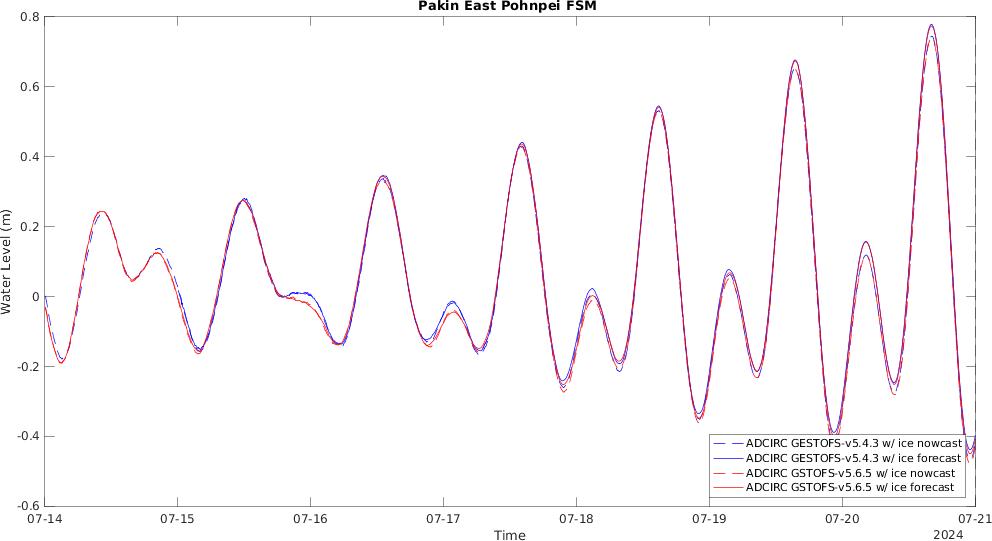 Pakin East Pohnpei FSM
Water Level (m)
0.8
0.6
0.4
0.2
0
-0.2
-0.4
-0.6
ADCIRC GESTOFS-v5.4.3 w/ ice nowcast
ADCIRC GESTOFS-v5.4.3 w/ ice forecast
ADCIRC GSTOFS-v5.6.5 w/ ice nowcast
ADCIRC GSTOFS-v5.6.5 w/ ice forecast
07-14 07-15 07-16 07-17 07-18 07-19 07-20 07-21
Time
2024